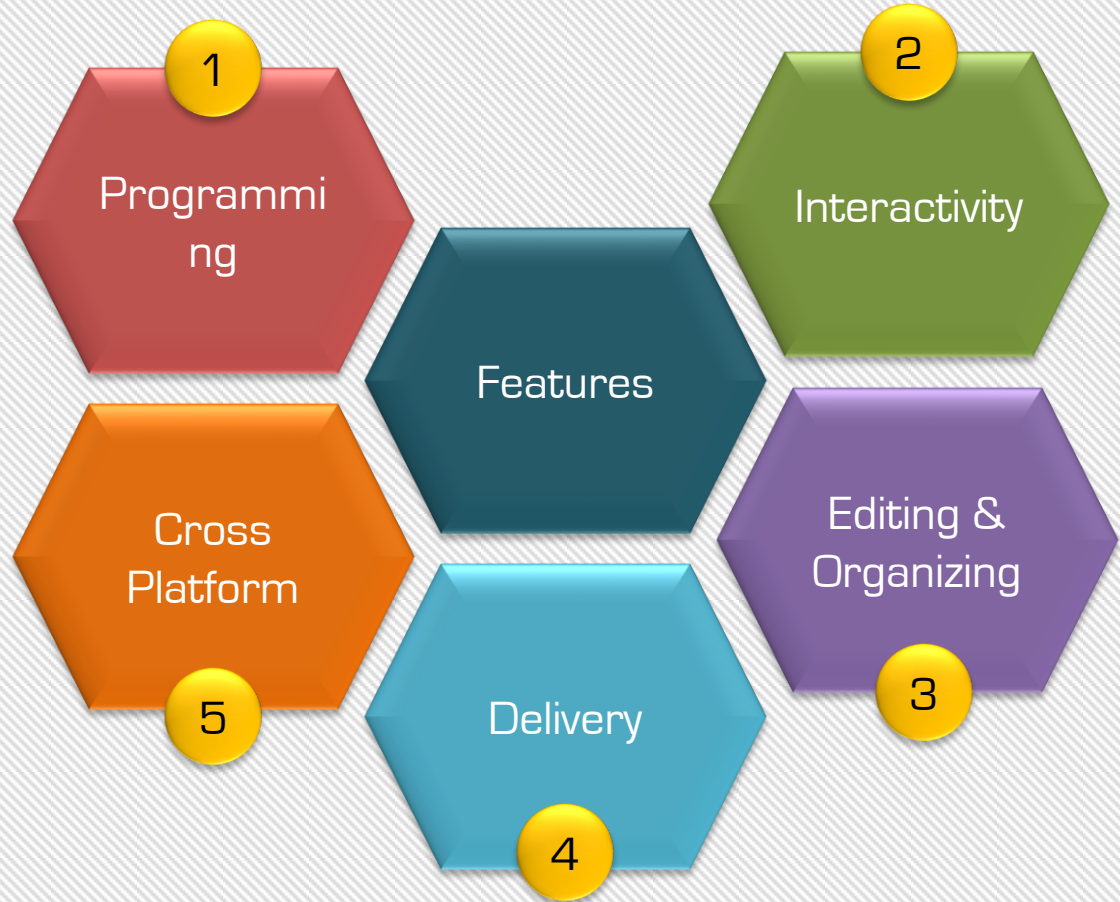 1
Programmi
ng
2
Interactivity
Features
Editing &
Organizing
3
Delivery
4
Cross
Platform
5